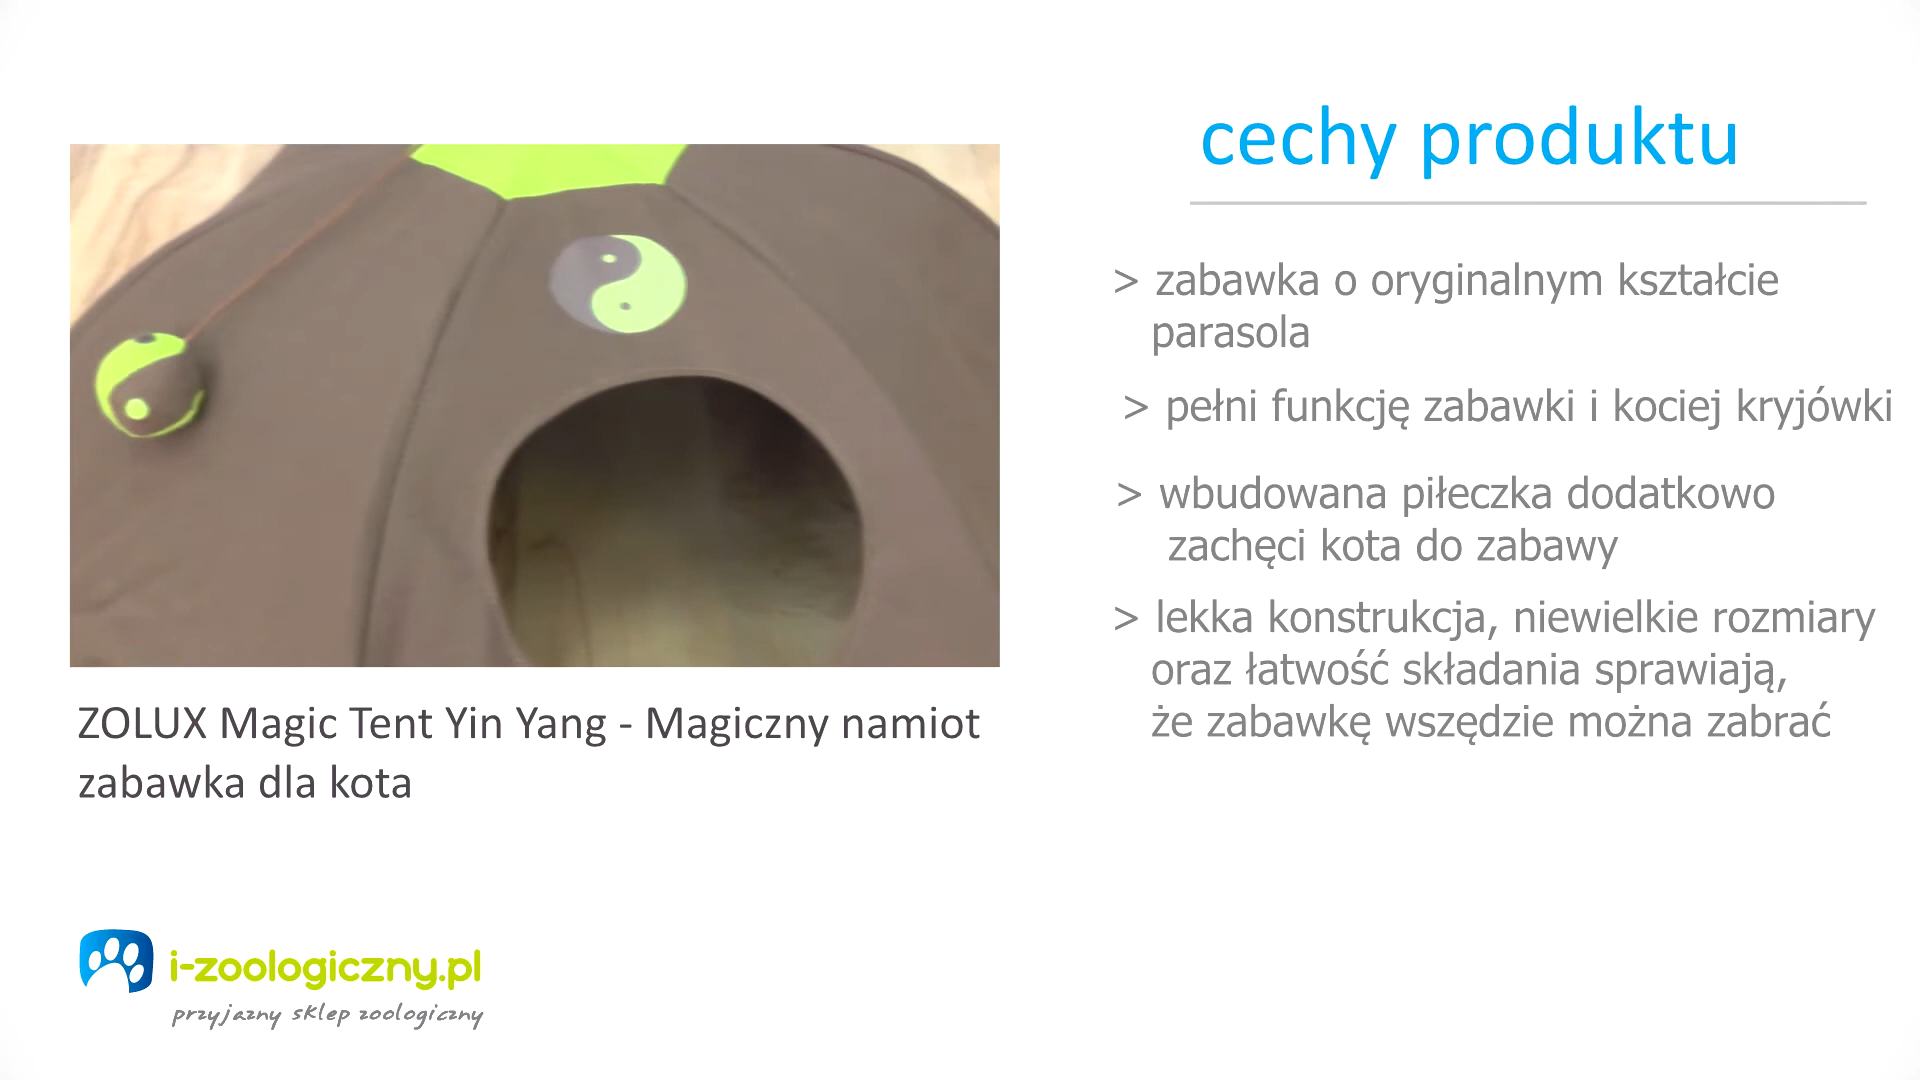 cechy produktu
> zabawka o oryginalnym kształcie
parasola
> pełni funkcję zabawki i kociej kryjówki
> wbudowana piłeczka dodatkowo
zachęci kota do zabawy
> lekka konstrukcja, niewielkie rozmiary
oraz łatwość składania sprawiają,
że zabawkę wszędzie można zabrać
ZOLUX Magic Tent Yin Yang - Magiczny namiot
zabawka dla kota
i-zoologiczny.pl
przyjazny sklep zoologiczny